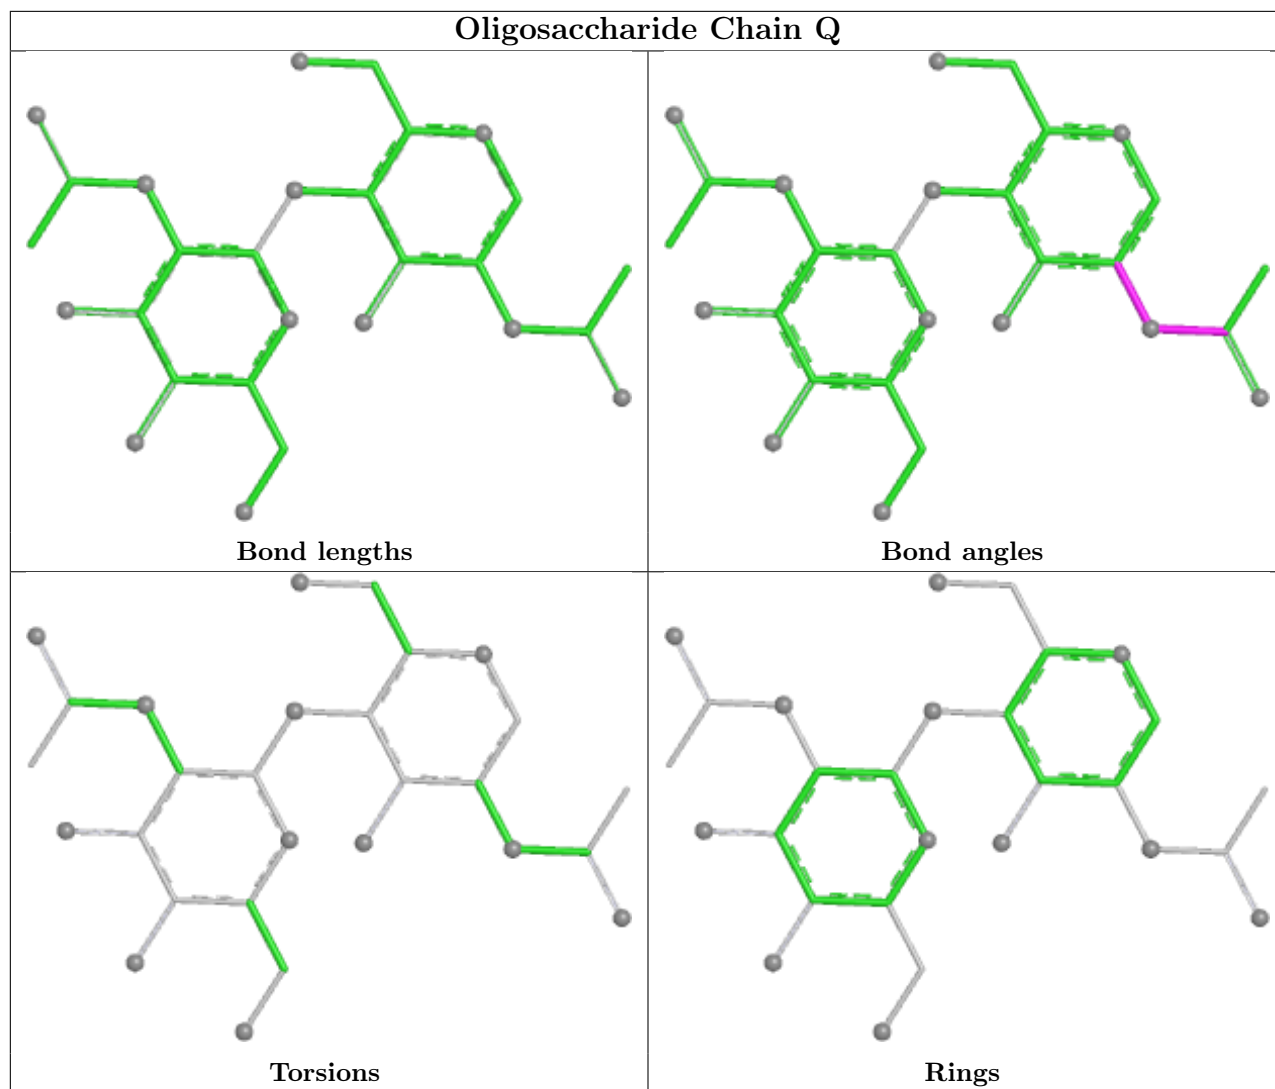 Oligosaccharide Chain Q
Bond lengths
Bond angles
Torsions
Rings